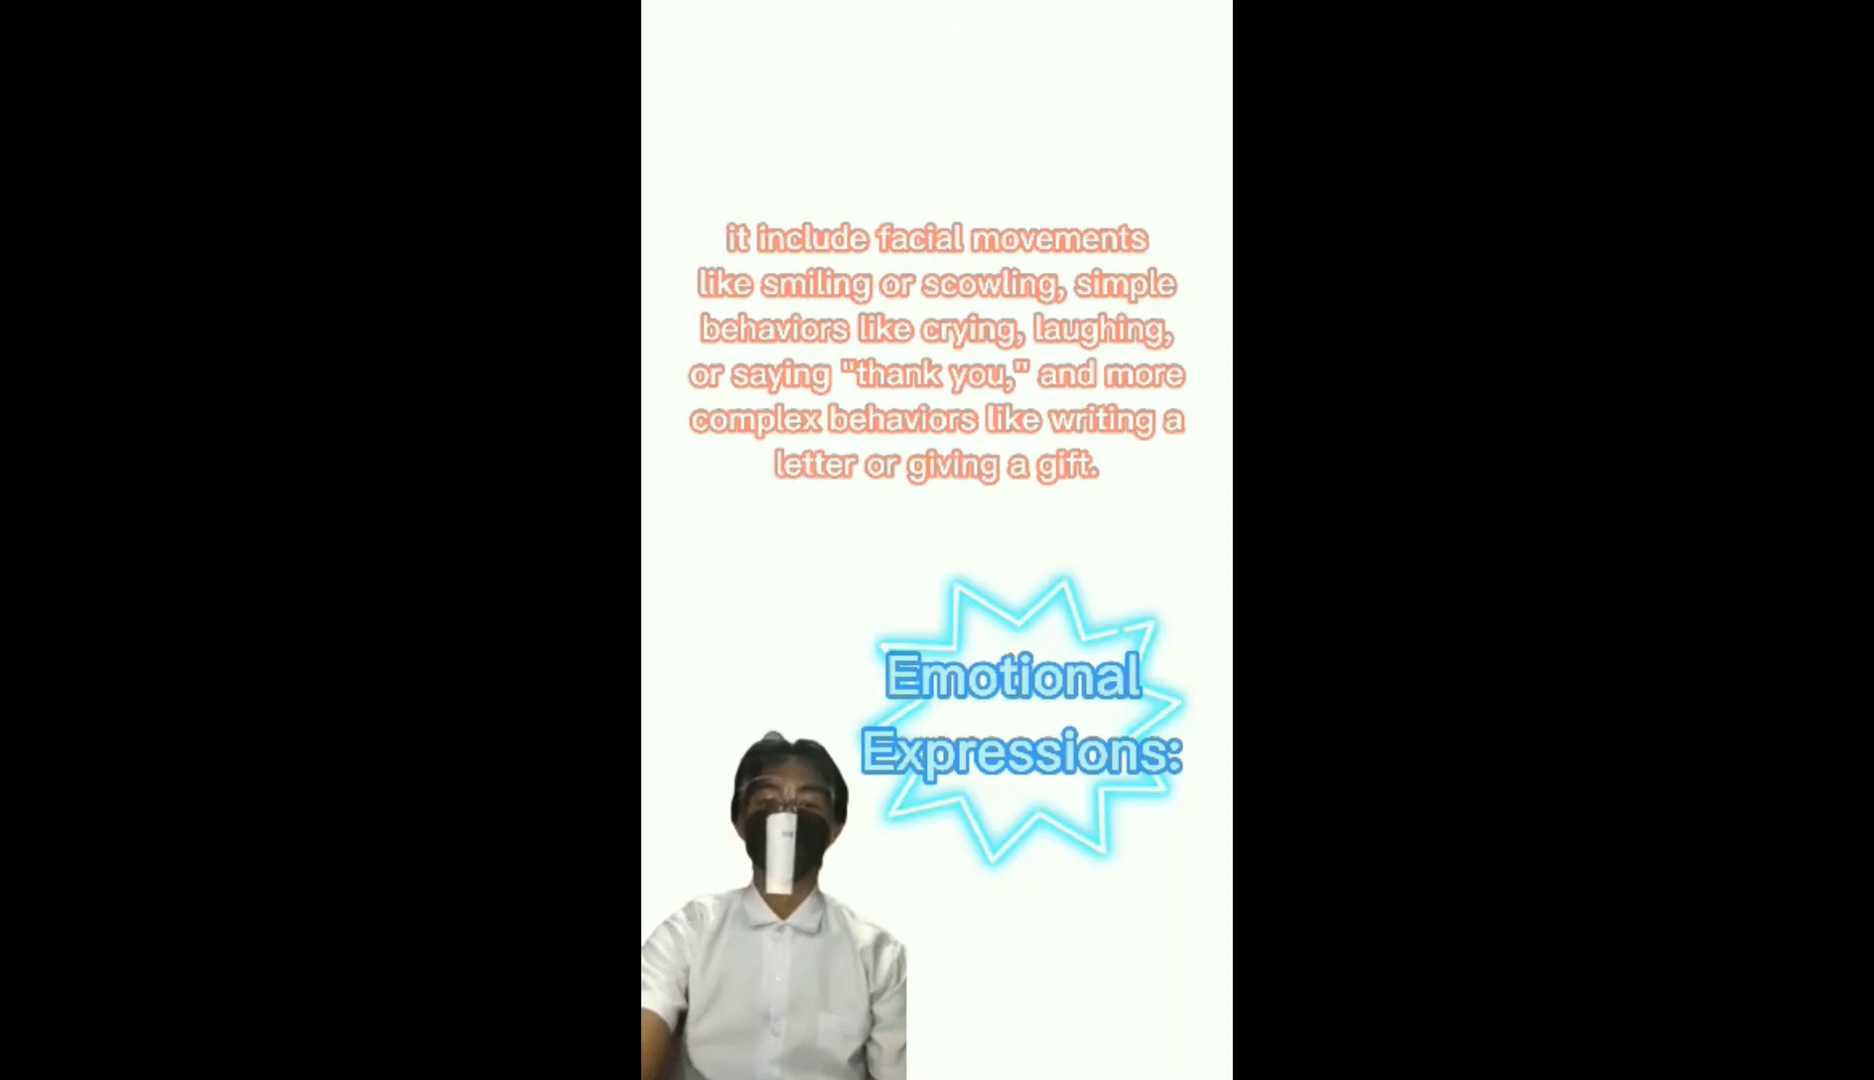 it include facial movements
like smiling or scowling, simple
behaviors like crying, laughing,
or saying "thank you," and more
complex behaviors like writing a
letter or giving a gift.
Emotional
Expressions: